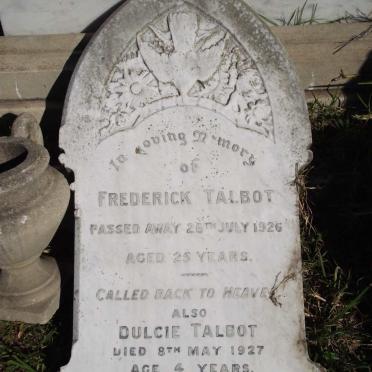 In Loving Memory
OF
FREDERICK TALBOT
PASSED AWAY 26TH JULY 1926
AGED 25 YEARS.
CALLED BACK TO HEAVEN
ALSO
DULCIE TALBOT
DIED 8TH MAY 1927
AGE 4 YEARS.